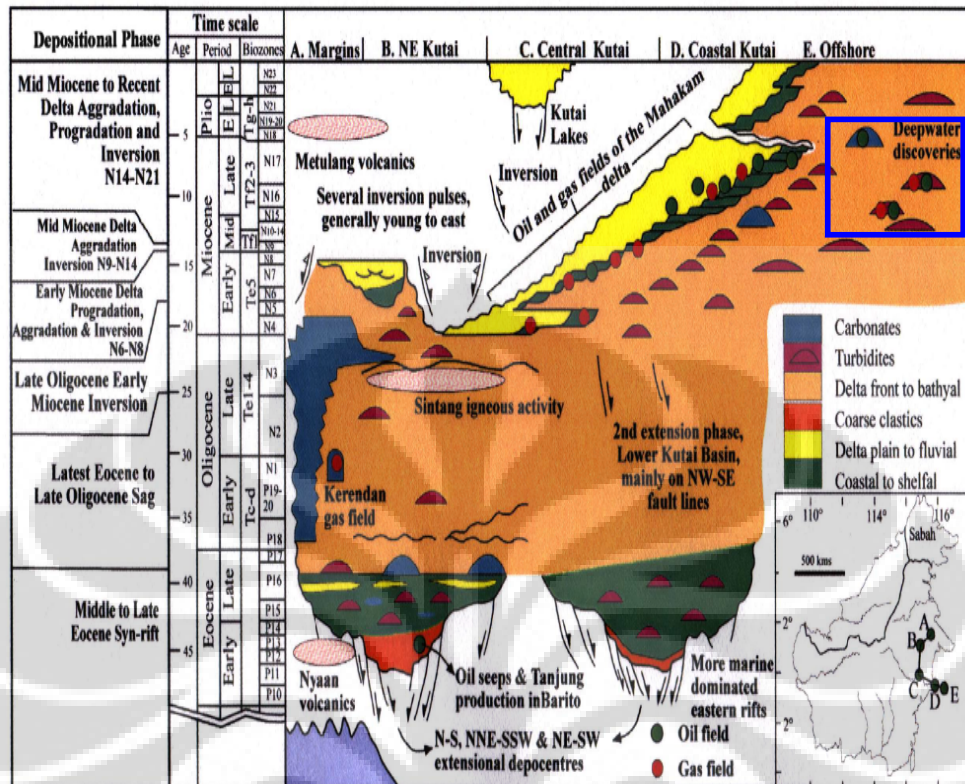 Depositional Phase
Time scale
Age
Period
Biozones
A. Margins
B. NE Kutai
C. Central Kutai
D. Coastal Kutai
E. Offshore
Mid Miocene to Recent
Delta Aggradation,
Progradation and
Inversion
N14-N21
Mid Miocene Delta
Aggradation
Inversion N9-N14
Early Miocene Delta
Progradation,
Aggradation & Inversion
N6-N8
Late Oligocene Early
Miocene Inversion
Latest Eocene to
Late Oligocene Sag
Middle to Late
Eocene Syn-rift
5
10
15
20
25
30
35
40
45
Plio
Miocene
Oligocene
Eocene
E L
E L
Late
Mid
Early
Late
Early
Late
Early
Tg-h
Tf2-3
Tf1
Te5
Te1-4
Tc-d
N23
N22
N21
N19-20
N18
N17
N16
N15
N10-14
N9
N8
N7
N6
N5
N4
N3
N2
N1
P19-
20
P18
P17
P16
P15
P14
P13
P12
P11
P10
Metulang volcanics
Several inversion pulses,
generally young to east
Inversion
Kutai
Lakes
Inversion
Oil and gas fields of the Mahakam
delta
Deepwater
discoveries
Sintang igneous activity
Kerendan
gas field
2nd extension phase,
Lower Kutai Basin,
mainly on NW-SE
fault lines
Carbonates
Turbidites
Delta front to bathyal
Coarse clastics
Delta plain to fluvial
Coastal to shelfal
Nyaan
volcanics
Oil seeps & Tanjung
production in Barito
N-S, NNE-SSW & NE-SW
extensional depocentres
More marine
dominated
eastern rifts
Oil field
Gas field
110°
114°
116°
6°
Sabah
500 kms
2°
A
B
C
D
E
2°